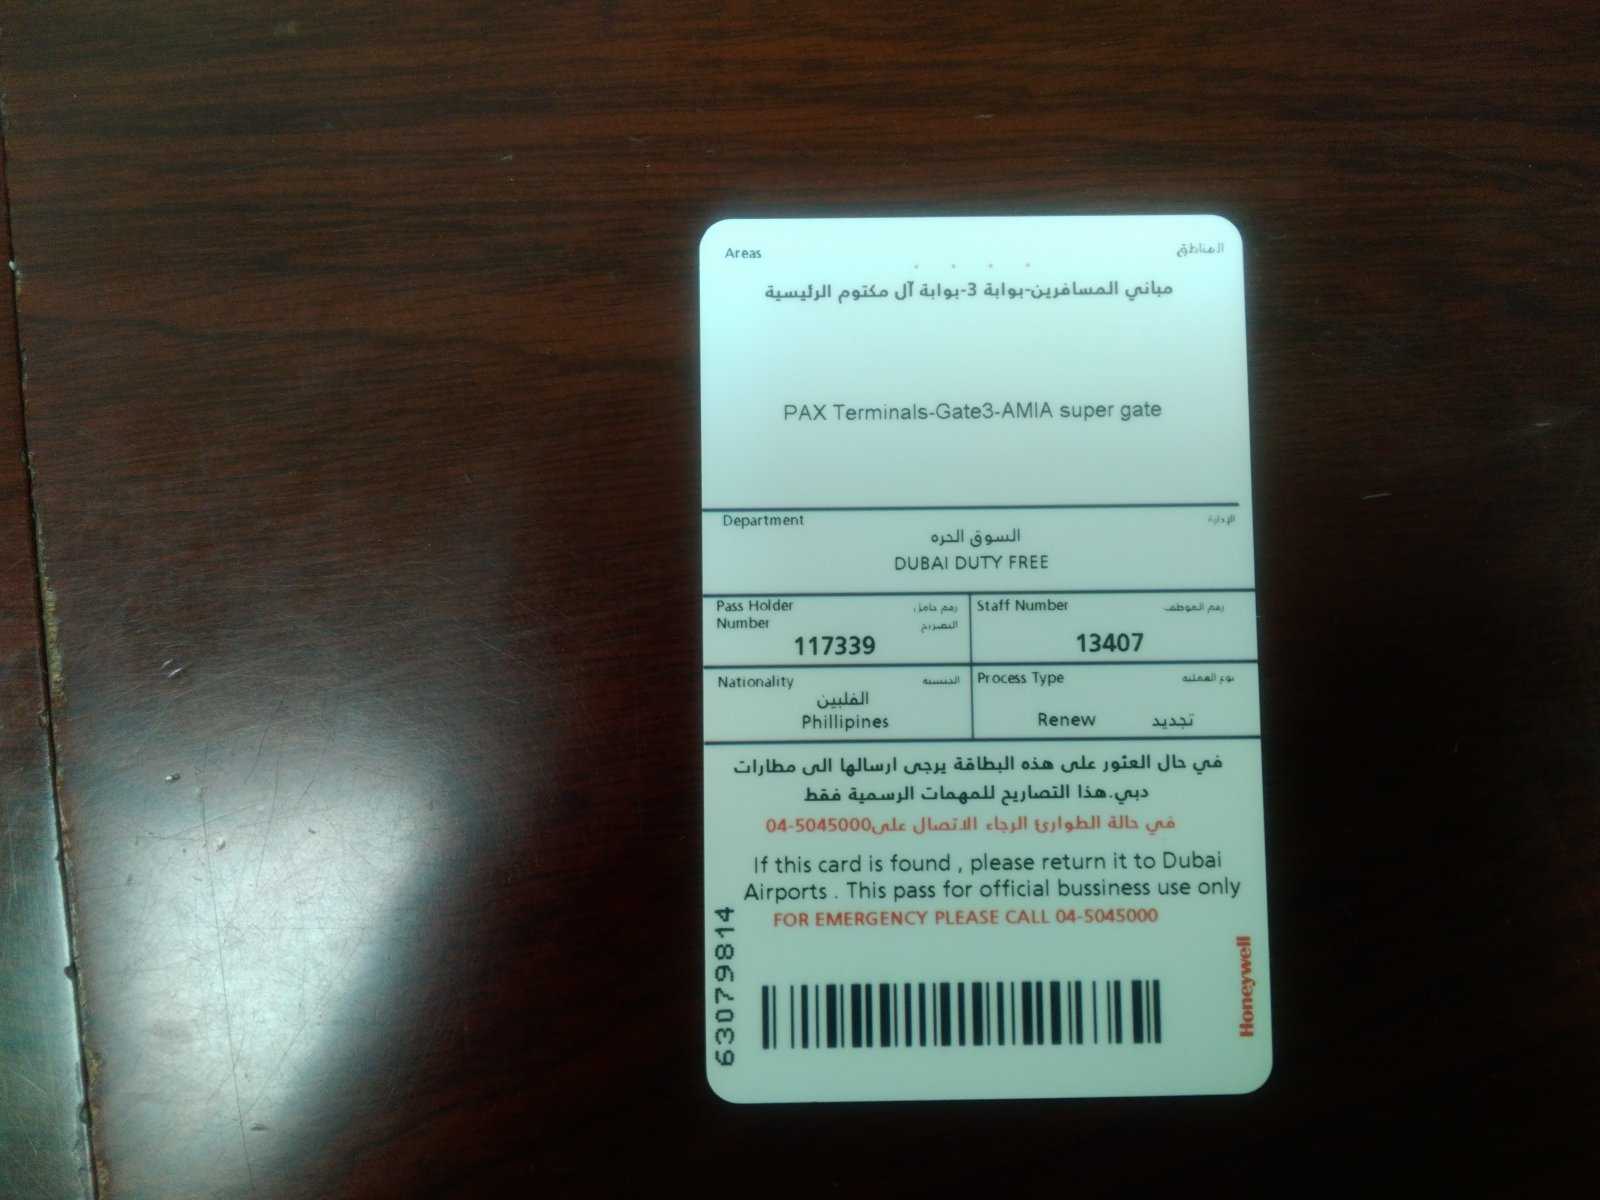 Areas المناطق
مباني المسافرين-بوابة 3-بوابة آل مكتوم الرئيسية
PAX Terminals-Gate3-AMIA super gate
Department الإدارة
السوق الحره
DUBAI DUTY FREE
Pass Holder رقم حامل
Number التصريح
117339
Staff Number رقم الموظف
13407
Nationality الجنسية
الفلبين
Phillipines
Process Type نوع العملية
Renew تجديد
في حال العثور على هذه البطاقة يرجى ارسالها الى مطارات
دبي.هذا التصاريح للمهمات الرسمية فقط
في حالة الطوارئ الرجاء الاتصال على04-5045000
If this card is found , please return it to Dubai
Airports . This pass for official bussiness use only
FOR EMERGENCY PLEASE CALL 04-5045000
63079814
Honeywell